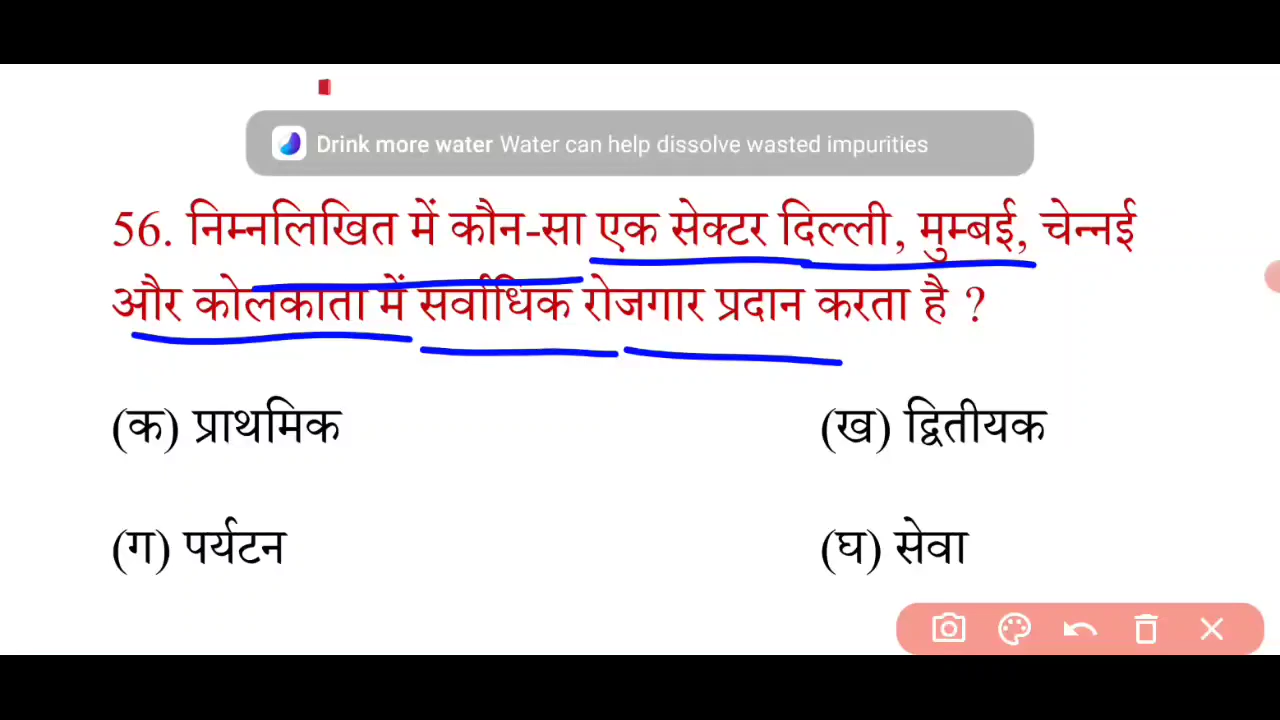 Drink more water Water can help dissolve wasted impurities
56. निम्नलिखित में कौन-सा एक सेक्टर दिल्ली, मुम्बई, चेन्नई
और कोलकाता में सर्वाधिक रोजगार प्रदान करता है ?
(क) प्राथमिक (ख) द्वितीयक
(ग) पर्यटन (घ) सेवा